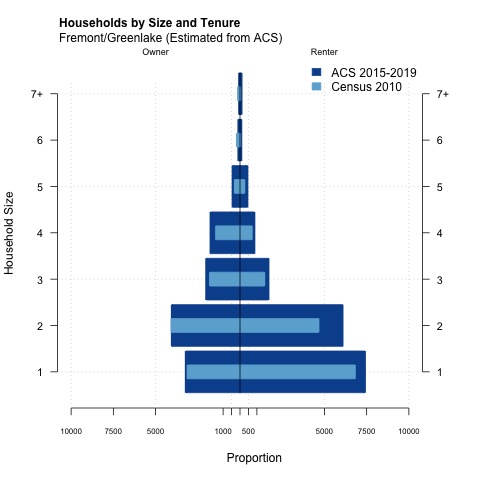 Households by Size and Tenure
Fremont/Greenlake (Estimated from ACS)
Owner Renter
ACS 2015-2019
Census 2010
7+ 7+
6 6
5 5
4 4
3 3
2 2
1 1
Household Size
10000 7500 5000 1000 500 5000 7500 10000
Proportion